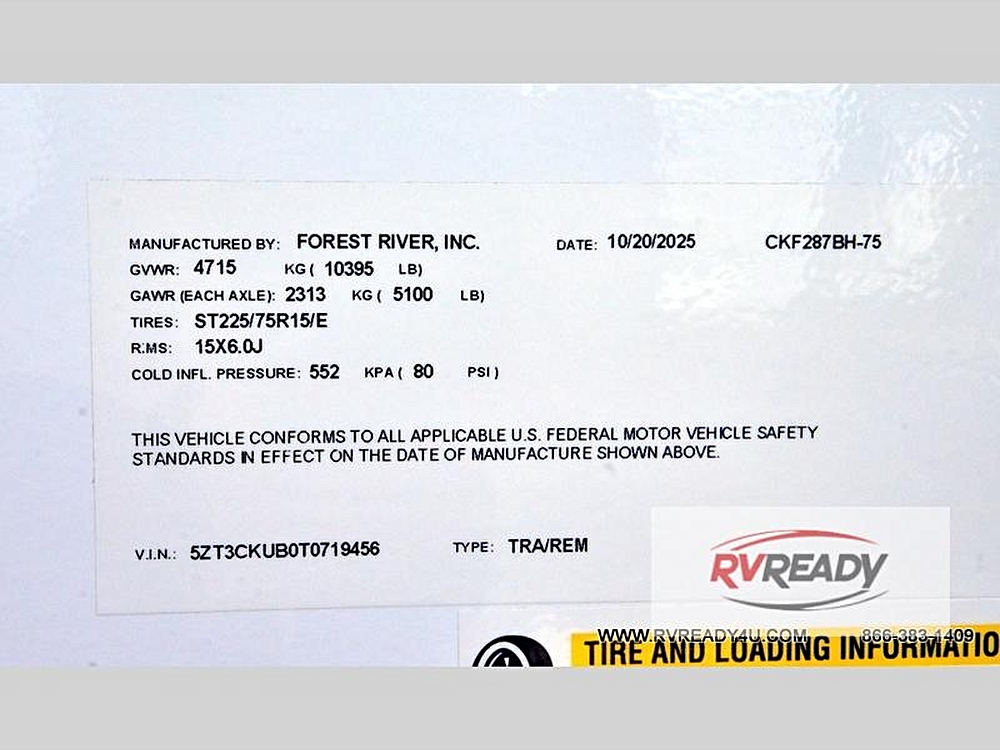 MANUFACTURED BY: FOREST RIVER, INC. DATE: 10/20/2025 CKF287BH-75
GVWR: 4715 KG ( 10395 LB)
GAWR (EACH AXLE): 2313 KG ( 5100 LB)
TIRES: ST225/75R15/E
RIMS: 15X6.0J
COLD INFL. PRESSURE: 552 KPA ( 80 PSI )
THIS VEHICLE CONFORMS TO ALL APPLICABLE U.S. FEDERAL MOTOR VEHICLE SAFETY
STANDARDS IN EFFECT ON THE DATE OF MANUFACTURE SHOWN ABOVE.
V.I.N.: 5ZT3CKUB0T0719456 TYPE: TRA/REM
RVREADY
WWW.RVREADY4U.COM 866-383-1409
TIRE AND LOADING INFORMATIO